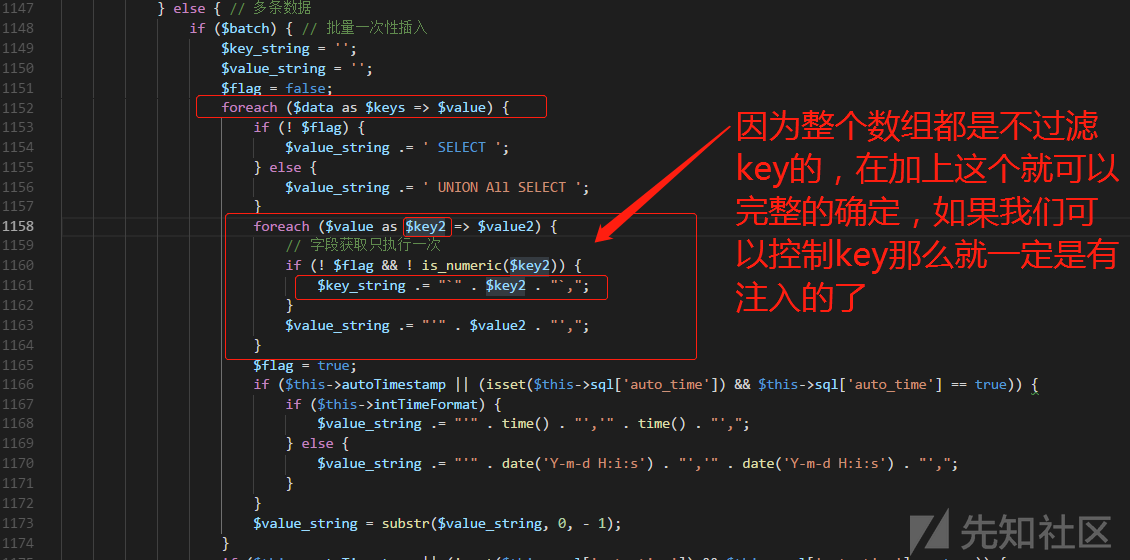 1147 } else { // 多条数据
1148 if ($batch) { // 批量一次性插入
1149 $key_string = '';
1150 $value_string = '';
1151 $flag = false;
1152 foreach ($data as $keys => $value) {
1153 if (! $flag) {
1154 $value_string .= ' SELECT ';
1155 } else {
1156 $value_string .= ' UNION All SELECT ';
1157 }
1158 foreach ($value as $key2 => $value2) {
1159 // 字段获取只执行一次
1160 if (! $flag && ! is_numeric($key2)) {
1161 $key_string .= "`" . $key2 . "`,";
1162 }
1163 $value_string .= "'" . $value2 . "',";
1164 }
1165 $flag = true;
1166 if ($this->autoTimestamp || (isset($this->sql['auto_time']) && $this->sql['auto_time'] == true)) {
1167 if ($this->intTimeFormat) {
1168 $value_string .= "'" . time() . "','" . time() . "',";
1169 } else {
1170 $value_string .= "'" . date('Y-m-d H:i:s') . "','" . date('Y-m-d H:i:s') . "',";
1171 }
1172 }
1173 $value_string = substr($value_string, 0, - 1);
1174 }
因为整个数组都是不过滤
key的，在加上这个就可以
完整的确定，如果我们可
以控制key那么就一定是有
注入的了
先知社区